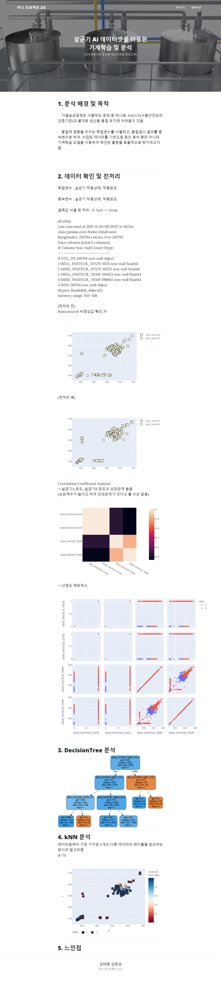 미니 프로젝트 2조
분석코드 데이터셋
살균기 AI 데이터셋을 이용한
기계학습 및 분석
(의사결정나무 및 kNN 알고리즘을 중심으로)
1. 분석 배경 및 목적
가열살균공정은 식품제조 공정 중 하나로, HACCP(식품안전관리
인증기준)과 별개로 생산품 품질 유지에 어려움이 있음.
품질에 영향을 미치는 독립변수를 식별하고, 품질검사 결과를 종
속변수로 하여, 수집된 데이터를 기반으로 원인 분석 뿐만 아니라
기계학습 모델을 이용하여 예견된 불량을 효율적으로 방지하고자
함.
2. 데이터 확인 및 전처리
독립변수 : 살균기 작동상태, 작동온도
종속변수 : 살균기 작동상태, 작동온도
결측값 식별 및 처리 : 0, NaN => Drop
df.info()
Last executed at 2021-11-03 06:29:07 in 947ms
class pandas.core.frame.DataFrame
RangeIndex: 210794 entries, 0 to 210793
Data columns (total 6 columns):
# Column Non-Null Count Dtype
--- ------ -------------- -----
0 STD_DT 210794 non-null object
1 MIXA_PASTEUR_STATE 11135 non-null float64
2 MIXB_PASTEUR_STATE 10255 non-null float64
3 MIXA_PASTEUR_TEMP 201423 non-null float64
4 MIXB_PASTEUR_TEMP 198802 non-null float64
5 INSP 210794 non-null object
dtypes: float64(4), object(2)
memory usage: 9.6+ MB
(전처리 전)
PasteurizerB 비정상값 확인 外
700
600
500
400
300
300 400 500 600 700
Split, Label NG
Split, Label OK
(전처리 후)
700
600
500
400
300
300 400 500 600 700
Split, Label NG
Split, Label OK
Correlation Coefficient Analysis
=>살균기A 온도, 살균기B 온도의 상관관계 높음
(상관계수가 높다고 하여 인과관계가 있다고 볼 수는 없음)
MIXA_PASTEUR_STATE
MIXB_PASTEUR_STATE
MIXA_PASTEUR_TEMP
MIXB_PASTEUR_TEMP
MIXA_PASTEUR_STATE
MIXB_PASTEUR_STATE
MIXA_PASTEUR_TEMP
MIXB_PASTEUR_TEMP
1
0.9
0.8
0.7
0.6
0.5
=>산점도 매트릭스
color
1
0
MIXA_PASTEUR_STATE
1
0.5
0
MIXB_PASTEUR_STATE
1
0.5
0
MIXA_PASTEUR_TEMP
800
600
400
MIXB_PASTEUR_TEMP
800
600
400
0 0.5 1 0 0.5 1 400 600 800 400 600 800
MIXA_PASTEUR_STATE MIXB_PASTEUR_STATE MIXA_PASTEUR_TEMP MIXB_PASTEUR_TEMP
3. DecisionTree 분석
MIXB_PASTEUR_TEMP ≤ 619.5
gini = 0.254
samples = 6568
value = [982, 5586]
class = 1
True False
MIXB_PASTEUR_TEMP ≤ 510.5
gini = 0.221
samples = 6383
value = [807, 5576]
class = 1
MIXA_PASTEUR_TEMP ≤ 579.5
gini = 0.102
samples = 185
value = [175, 10]
class = 0
MIXA_PASTEUR_STATE ≤ 0.5
gini = 0.356
samples = 1444
value = [335, 1109]
class = 1
MIXB_PASTEUR_TEMP ≤ 555.5
gini = 0.173
samples = 4939
value = [472, 4467]
class = 1
gini = 0.0
samples = 10
value = [0, 10]
class = 1
gini = 0.0
samples = 175
value = [175, 0]
class = 0
gini = 0.009
samples = 1114
value = [5, 1109]
class = 1
gini = 0.0
samples = 330
value = [330, 0]
class = 0
gini = 0.081
samples = 2716
value = [115, 2601]
class = 1
gini = 0.27
samples = 2223
value = [357, 1866]
class = 1
4. kNN 분석
데이터로부터 가장 가까운 k개의 다른 데이터의 레이블을 참조하는
방식의 알고리즘
(k=5)
700
600
500
400
300
1
300 400 500 600 700
0
label 1 0
score of
first class
1
0.8
0.6
0.4
0.2
0
5. 느낀점
김태형 김현성
미니프로젝트 2조